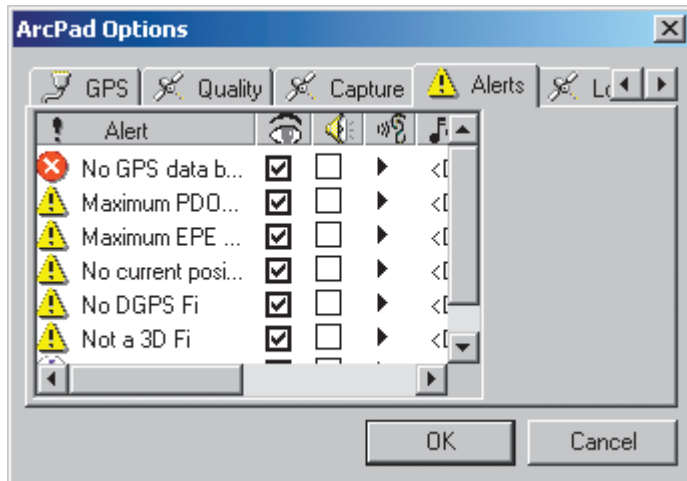 ArcPad Options
GPS Quality Capture Alerts
Alert
No GPS data b...
Maximum PDO...
Maximum EPE ...
No current posi...
No DGPS Fi
Not a 3D Fi
OK Cancel